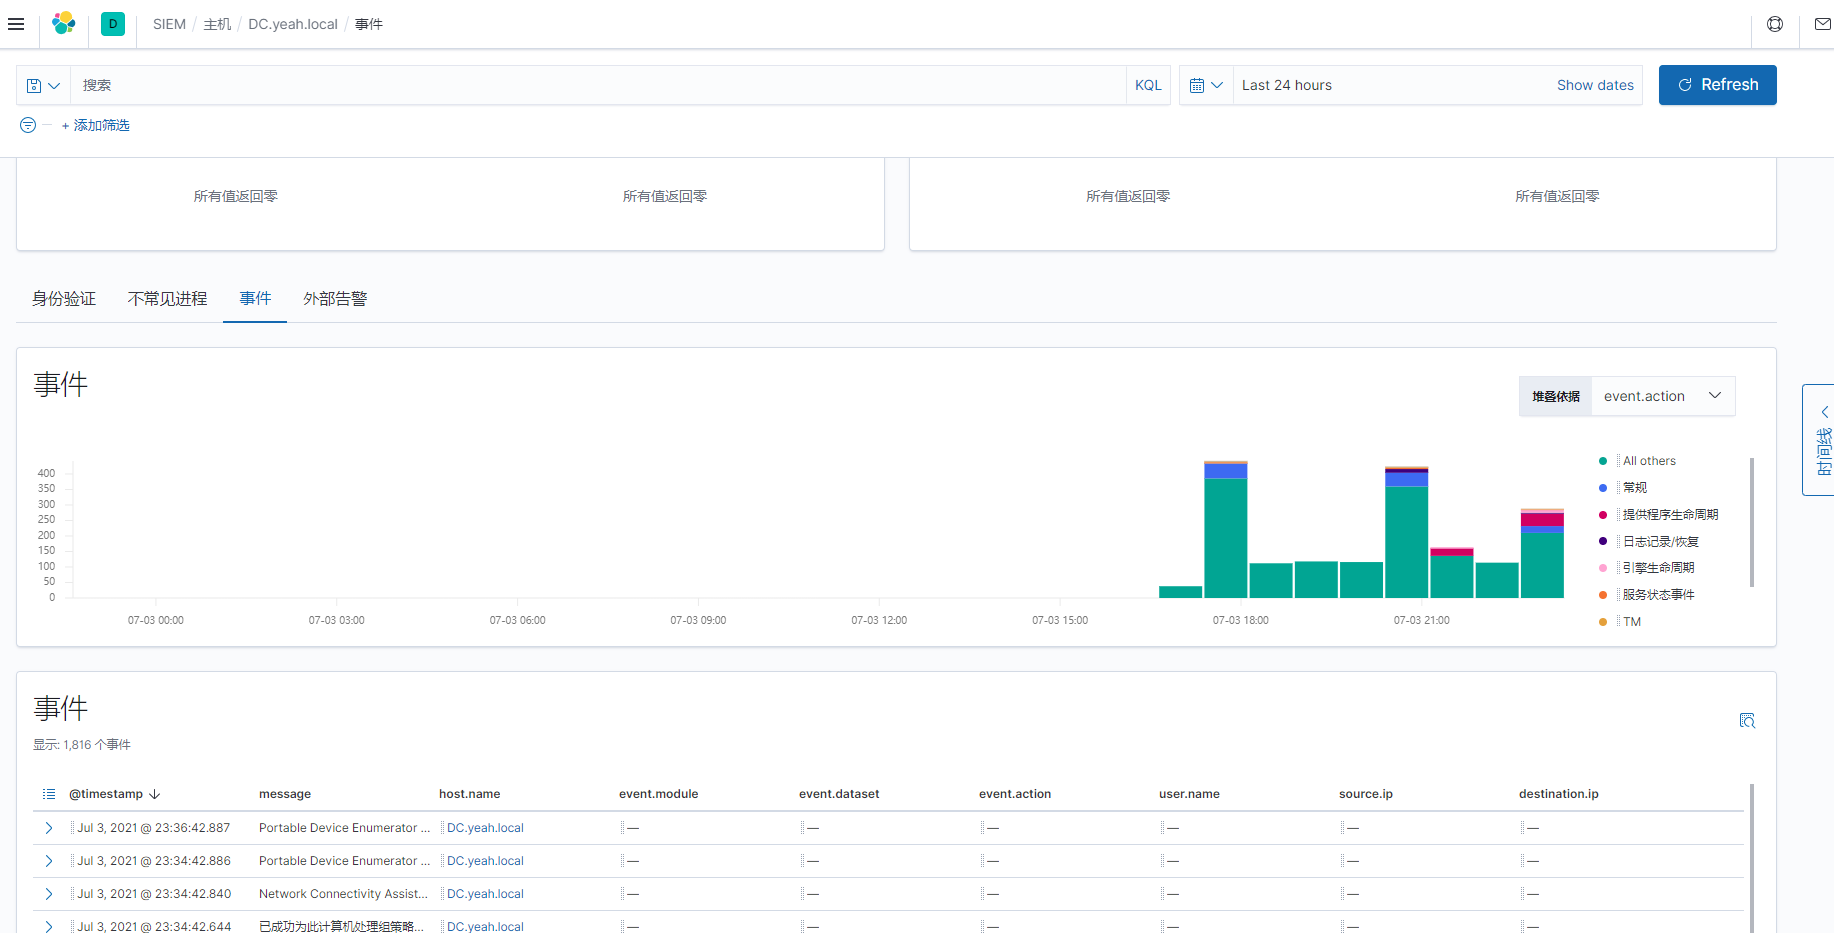 D SIEM / 主机 / DC.yeah.local / 事件
搜索 KQL Last 24 hours Show dates Refresh
+ 添加筛选
所有值返回零 所有值返回零 所有值返回零 所有值返回零
身份验证 不常见进程 事件 外部告警
事件
堆叠依据 event.action
时间线
400
350
300
250
200
150
100
50
0
07-03 00:00 07-03 03:00 07-03 06:00 07-03 09:00 07-03 12:00 07-03 15:00 07-03 18:00 07-03 21:00
All others
常规
提供程序生命周期
日志记录/恢复
引擎生命周期
服务状态事件
TM
事件
显示: 1,816 个事件
@timestamp message host.name event.module event.dataset event.action user.name source.ip destination.ip
Jul 3, 2021 @ 23:36:42.887 Portable Device Enumerator ... DC.yeah.local — — — — — —
Jul 3, 2021 @ 23:34:42.886 Portable Device Enumerator ... DC.yeah.local — — — — — —
Jul 3, 2021 @ 23:34:42.840 Network Connectivity Assist... DC.yeah.local — — — — — —
Jul 3, 2021 @ 23:34:42.644 已成功为此计算机处理组策略... DC.yeah.local — — — — — —